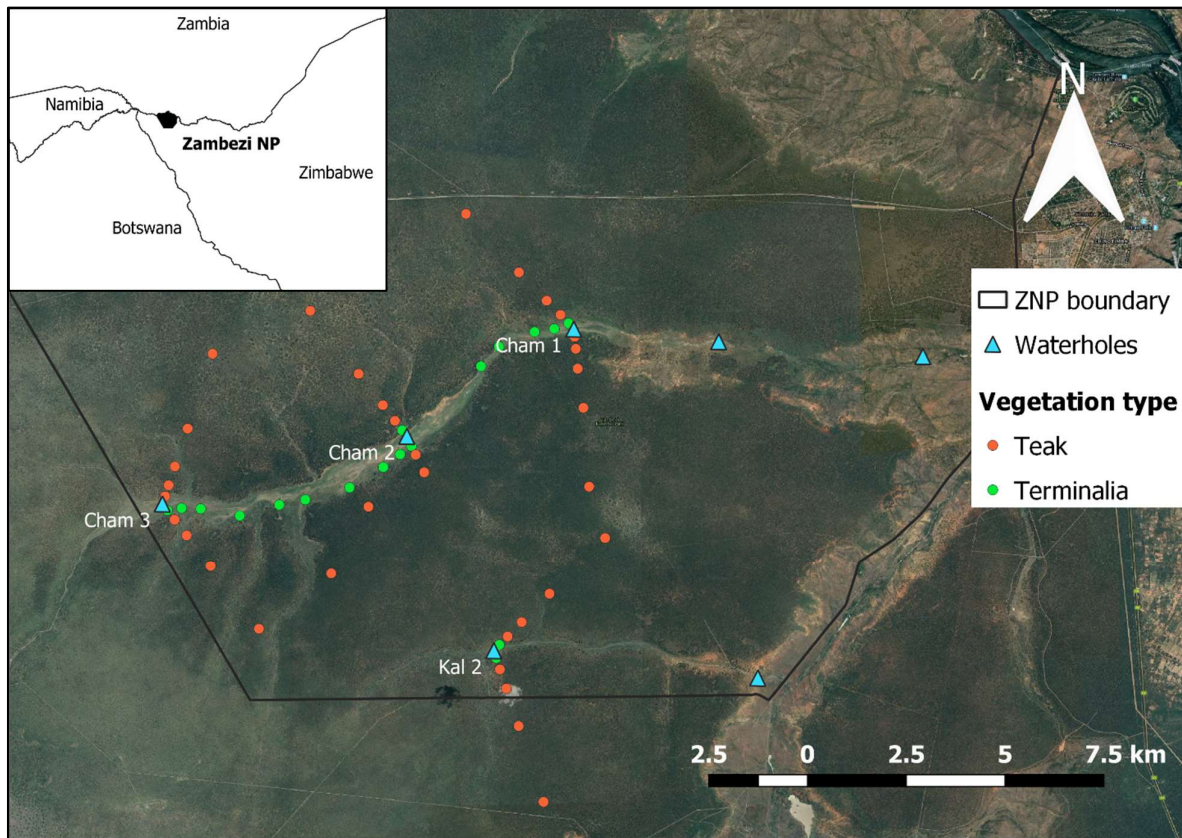 Zambia
Namibia
Zambezi NP
Zimbabwe
Botswana
N
ZNP boundary
Waterholes
Vegetation type
Teak
Terminalia
Cham 1
Cham 2
Cham 3
Kal 2
2.5 0 2.5 5 7.5 km